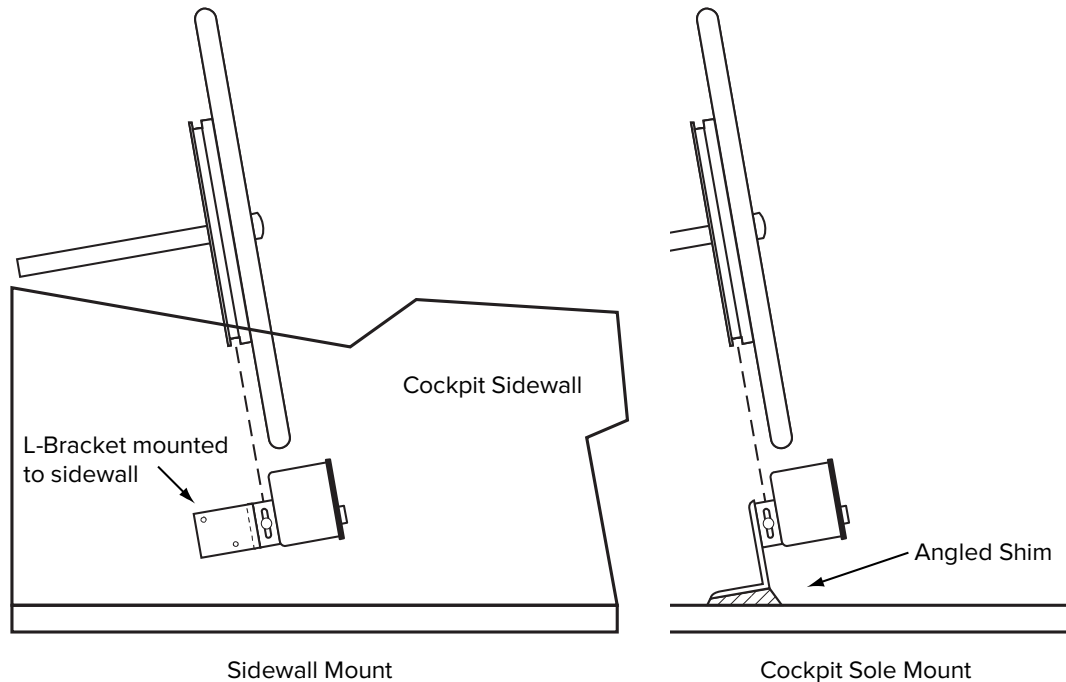 Cockpit Sidewall
L-Bracket mounted
to sidewall
Angled Shim
Sidewall Mount
Cockpit Sole Mount